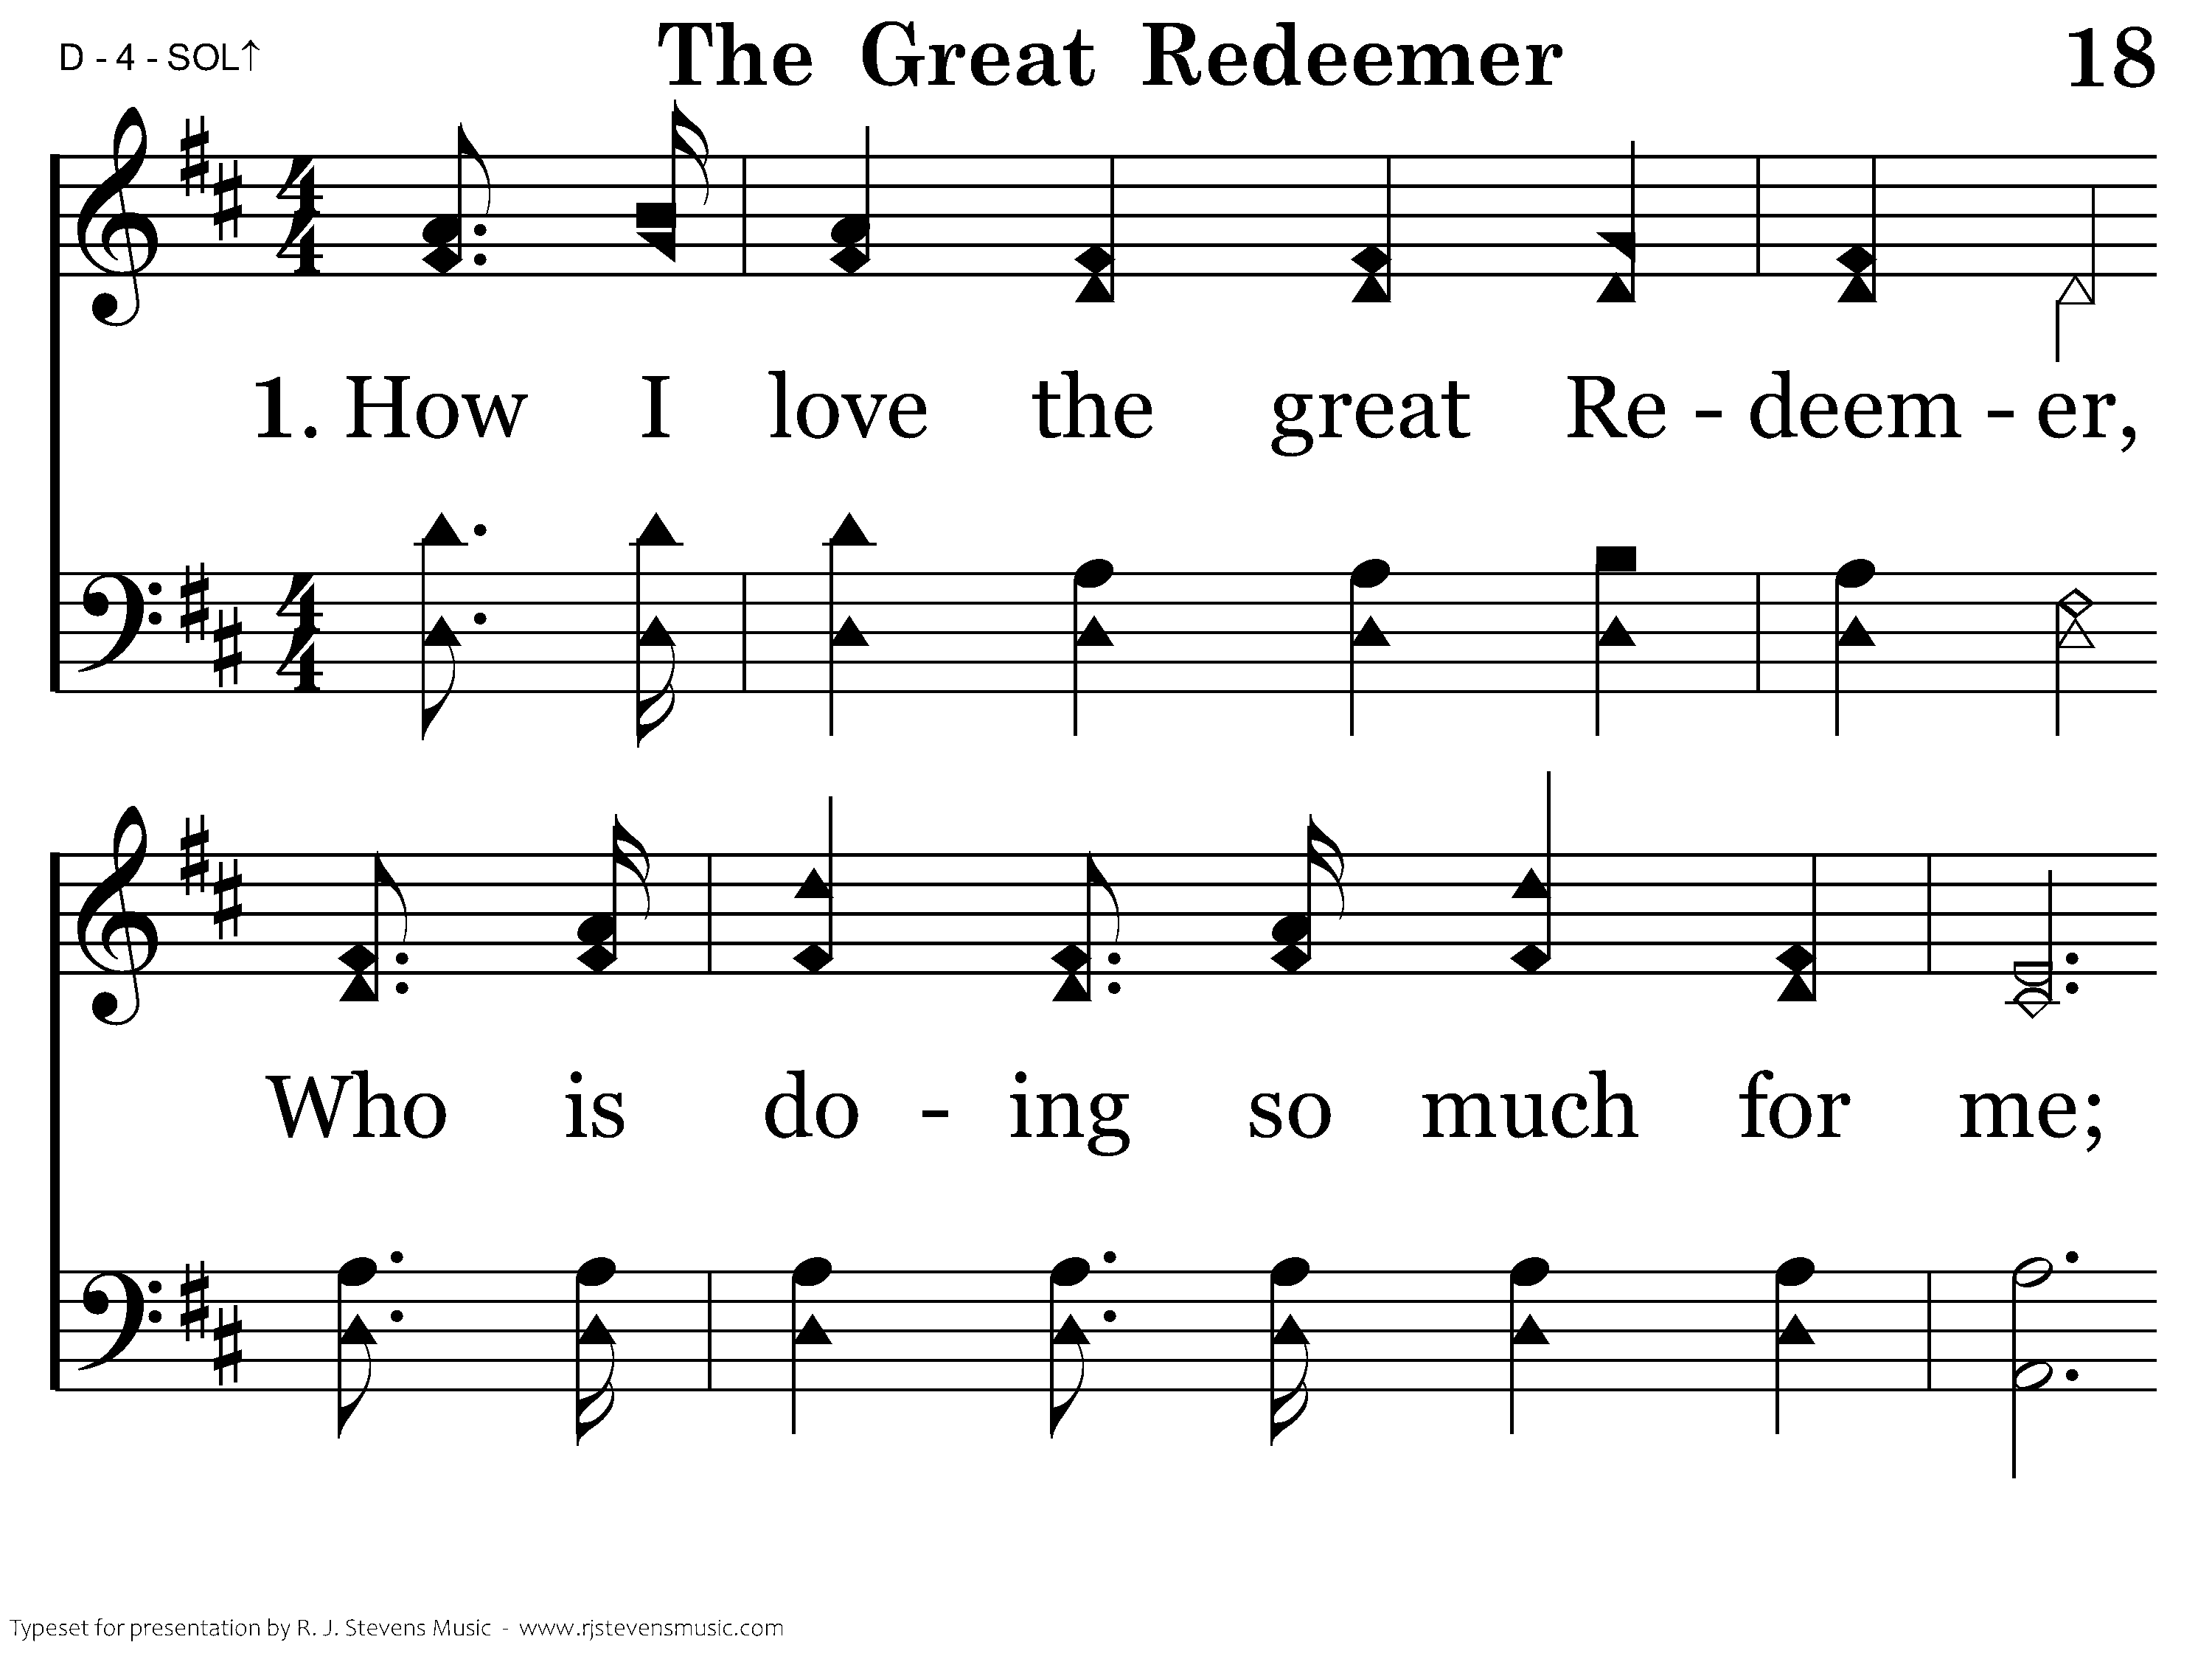 D - 4 - SOL↑ The Great Redeemer 18
1. How I love the great Re - deem - er,
Who is do - ing so much for me;
Typeset for presentation by R. J. Stevens Music - www.rjstevensmusic.com